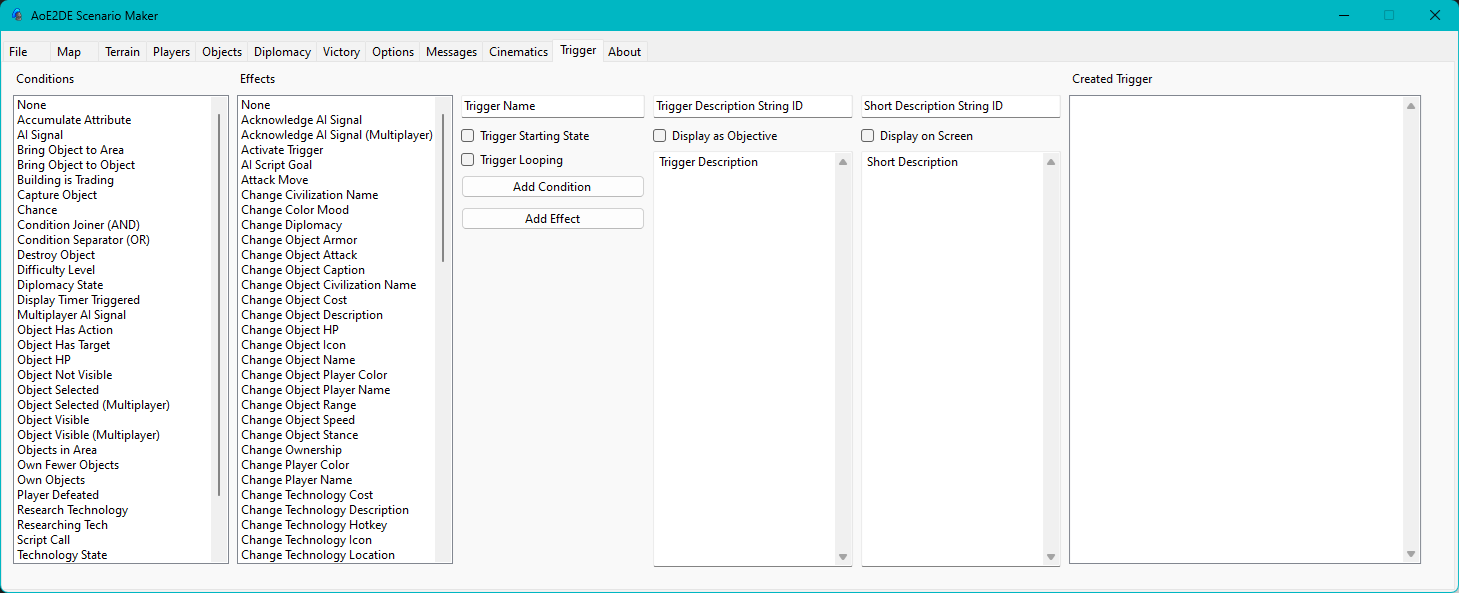 AoE2DE Scenario Maker
File Map Terrain Players Objects Diplomacy Victory Options Messages Cinematics Trigger About
Conditions
None
Accumulate Attribute
AI Signal
Bring Object to Area
Bring Object to Object
Building is Trading
Capture Object
Chance
Condition Joiner (AND)
Condition Separator (OR)
Destroy Object
Difficulty Level
Diplomacy State
Display Timer Triggered
Multiplayer AI Signal
Object Has Action
Object Has Target
Object HP
Object Not Visible
Object Selected
Object Selected (Multiplayer)
Object Visible
Object Visible (Multiplayer)
Objects in Area
Own Fewer Objects
Own Objects
Player Defeated
Research Technology
Researching Tech
Script Call
Technology State
Effects
None
Acknowledge AI Signal
Acknowledge AI Signal (Multiplayer)
Activate Trigger
AI Script Goal
Attack Move
Change Civilization Name
Change Color Mood
Change Diplomacy
Change Object Armor
Change Object Attack
Change Object Caption
Change Object Civilization Name
Change Object Cost
Change Object Description
Change Object HP
Change Object Icon
Change Object Name
Change Object Player Color
Change Object Player Name
Change Object Range
Change Object Speed
Change Object Stance
Change Ownership
Change Player Color
Change Player Name
Change Technology Cost
Change Technology Description
Change Technology Hotkey
Change Technology Icon
Change Technology Location
Trigger Name
Trigger Starting State
Trigger Looping
Add Condition
Add Effect
Trigger Description String ID
Display as Objective
Trigger Description
Short Description String ID
Display on Screen
Short Description
Created Trigger